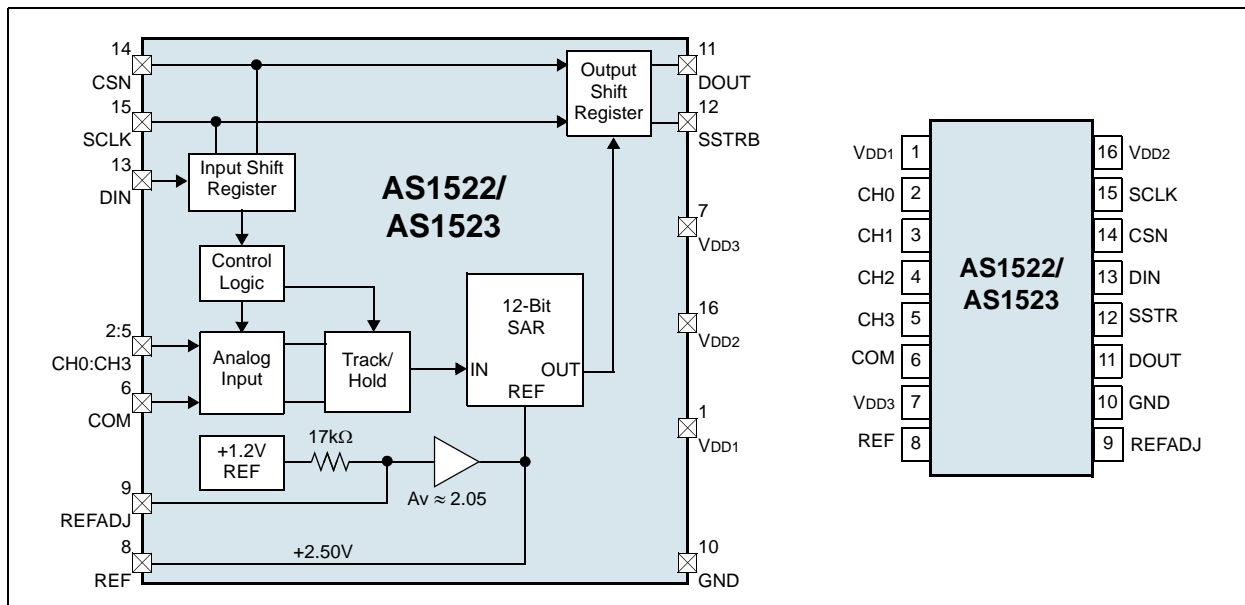 14
CSN
15
SCLK
13
DIN
Input Shift
Register
Control
Logic
2:5
CH0:CH3
6
COM
Analog
Input
Track/
Hold
+1.2V
REF
17kΩ
Av ≈ 2.05
9
REFADJ
8
REF
+2.50V
AS1522/
AS1523
12-Bit
SAR
IN
OUT
REF
Output
Shift
Register
11
DOUT
12
SSTRB
7
VDD3
16
VDD2
1
VDD1
10
GND
VDD1 1
CH0 2
CH1 3
CH2 4
CH3 5
COM 6
VDD3 7
REF 8
AS1522/
AS1523
16 VDD2
15 SCLK
14 CSN
13 DIN
12 SSTR
11 DOUT
10 GND
9 REFADJ